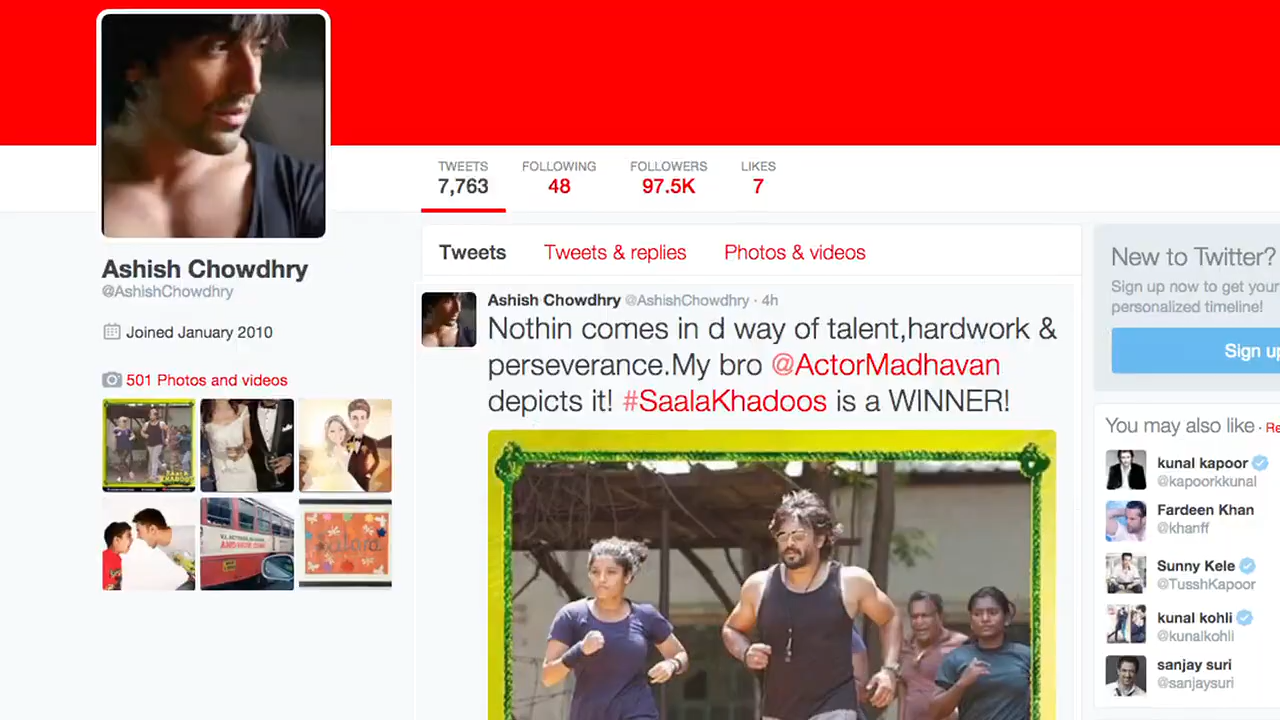 TWEETS FOLLOWING FOLLOWERS LIKES
7,763 48 97.5K 7
Ashish Chowdhry
@AshishChowdhry
Joined January 2010
501 Photos and videos
Tweets Tweets & replies Photos & videos
Ashish Chowdhry @AshishChowdhry · 4h
Nothin comes in d way of talent,hardwork &
perseverance.My bro @ActorMadhavan
depicts it! #SaalaKhadoos is a WINNER!
New to Twitter?
Sign up now to get your
personalized timeline!
Sign up
You may also like · Re
kunal kapoor
@kapoorkkunal
Fardeen Khan
@khanff
Sunny Kele
@TusshKapoor
kunal kohli
@kunalkohli
sanjay suri
@sanjaysuri